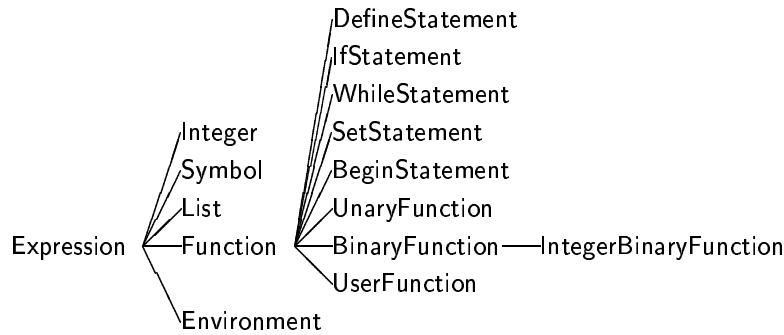 DefineStatement
IfStatement
WhileStatement
Integer
SetStatement
Symbol
BeginStatement
List
UnaryFunction
Expression
Function
BinaryFunction
IntegerBinaryFunction
UserFunction
Environment